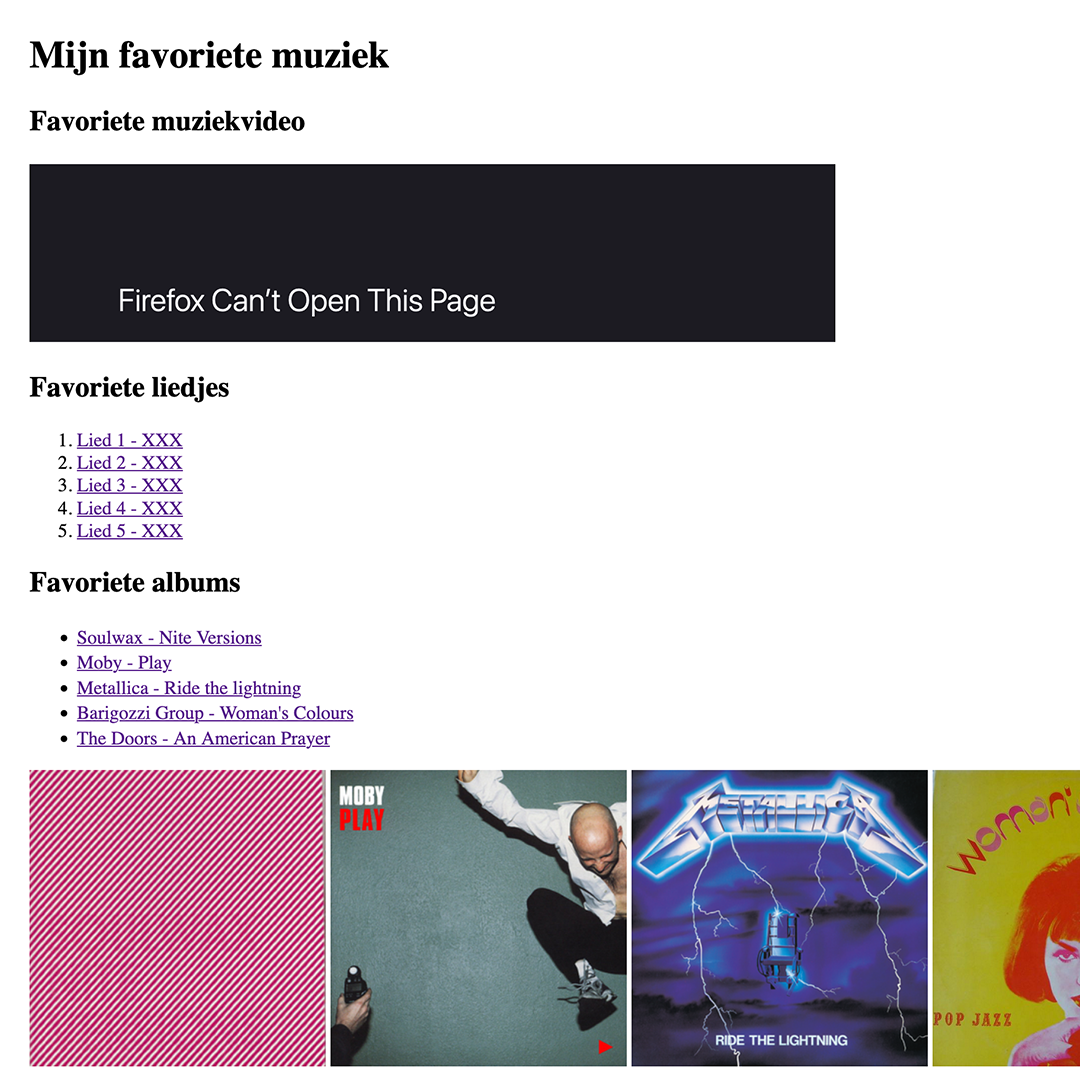 Mijn favoriete muziek
Favoriete muziekvideo
Firefox Can’t Open This Page
Favoriete liedjes
1. Lied 1 - XXX
2. Lied 2 - XXX
3. Lied 3 - XXX
4. Lied 4 - XXX
5. Lied 5 - XXX
Favoriete albums
• Soulwax - Nite Versions
• Moby - Play
• Metallica - Ride the lightning
• Barigozzi Group - Woman's Colours
• The Doors - An American Prayer
MOBY
PLAY
METALLICA
RIDE THE LIGHTNING
Woman's
POP JAZZ